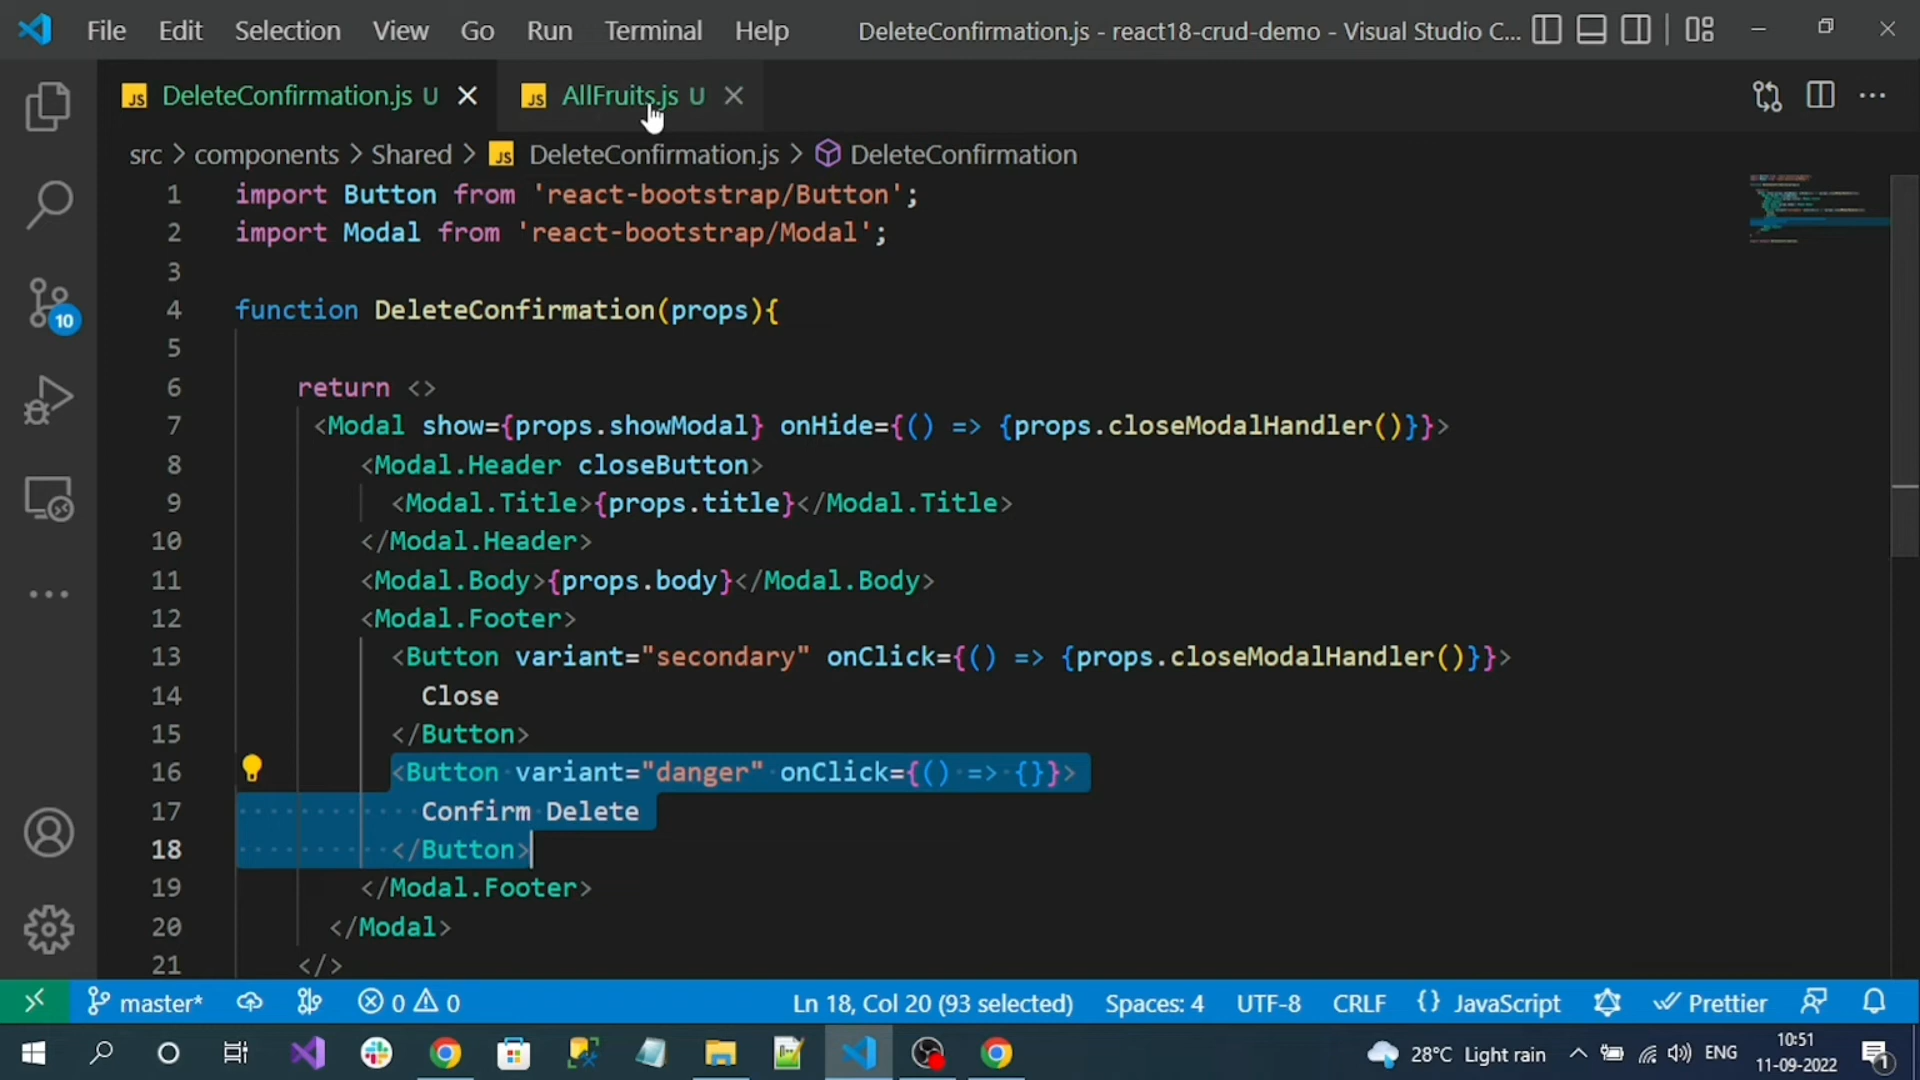 File Edit Selection View Go Run Terminal Help DeleteConfirmation.js - react18-crud-demo - Visual Studio C...
JS DeleteConfirmation.js U JS AllFruits.js U
src > components > Shared > JS DeleteConfirmation.js > DeleteConfirmation
1 import Button from 'react-bootstrap/Button';
2 import Modal from 'react-bootstrap/Modal';
3
4 function DeleteConfirmation(props){
5
6 return <>
7 <Modal show={props.showModal} onHide={() => {props.closeModalHandler()}}>
8 <Modal.Header closeButton>
9 <Modal.Title>{props.title}</Modal.Title>
10 </Modal.Header>
11 <Modal.Body>{props.body}</Modal.Body>
12 <Modal.Footer>
13 <Button variant="secondary" onClick={() => {props.closeModalHandler()}}>
14 Close
15 </Button>
16 <Button variant="danger" onClick={() => {}}>
17 Confirm Delete
18 </Button>
19 </Modal.Footer>
20 </Modal>
21 </>
10
master* 0 0 Ln 18, Col 20 (93 selected) Spaces: 4 UTF-8 CRLF {} JavaScript Prettier
28°C Light rain ENG 10:51
11-09-2022 1